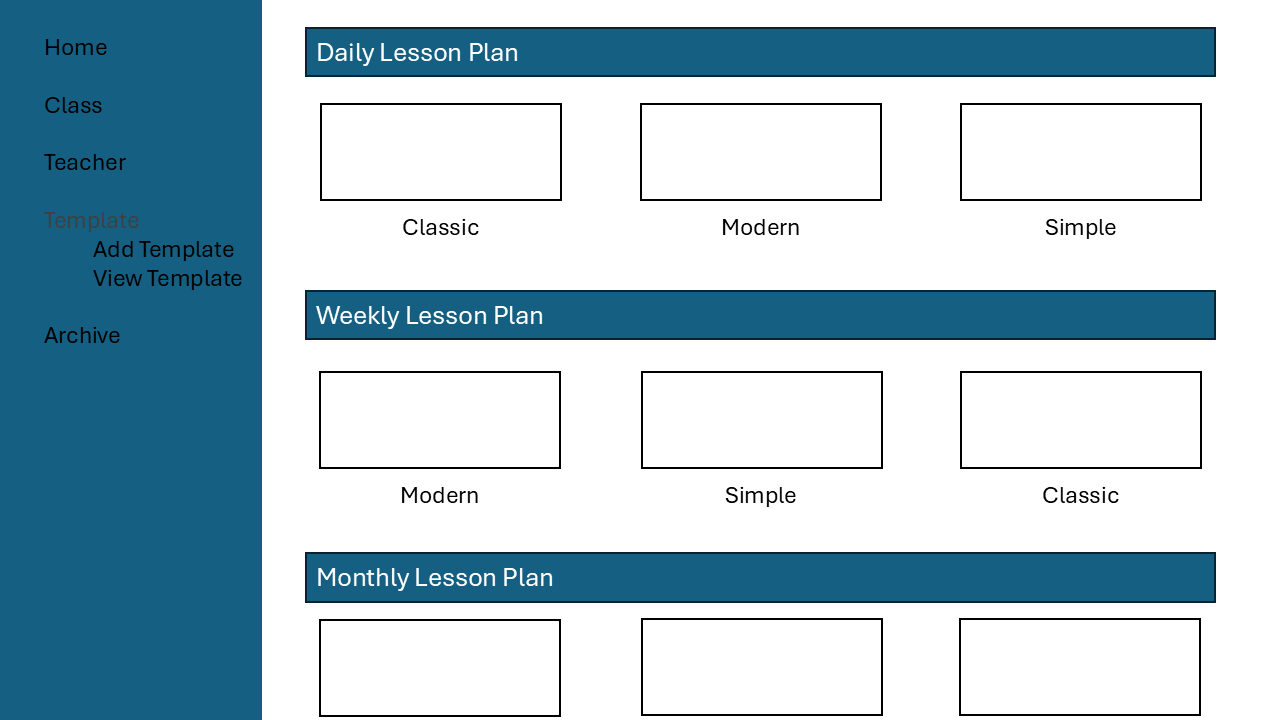 Home
Class
Teacher
Template
Add Template
View Template
Archive
Daily Lesson Plan
Classic
Modern
Simple
Weekly Lesson Plan
Modern
Simple
Classic
Monthly Lesson Plan